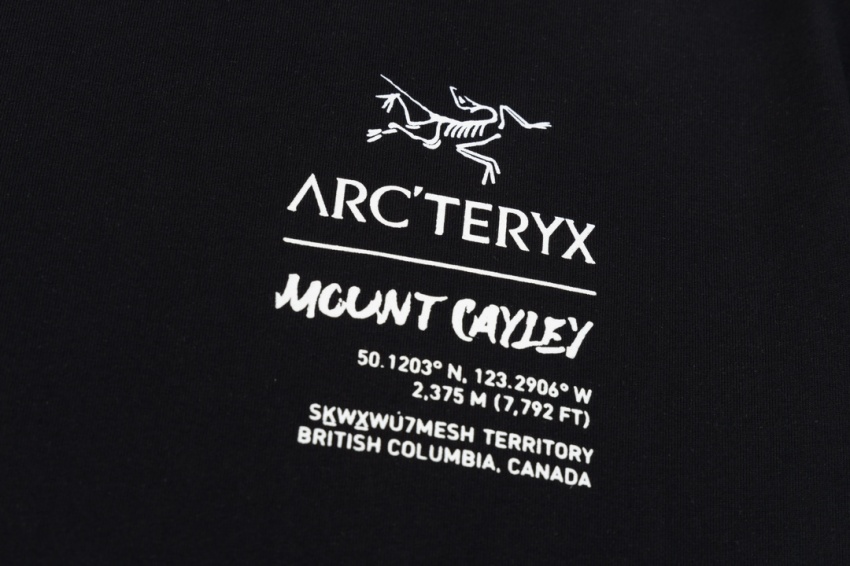 ARC'TERYX
MOUNT CAYLEY
50.1203° N, 123.2906° W
2,375 M (7,792 FT)
SḴWX̱WÚ7MESH TERRITORY
BRITISH COLUMBIA, CANADA